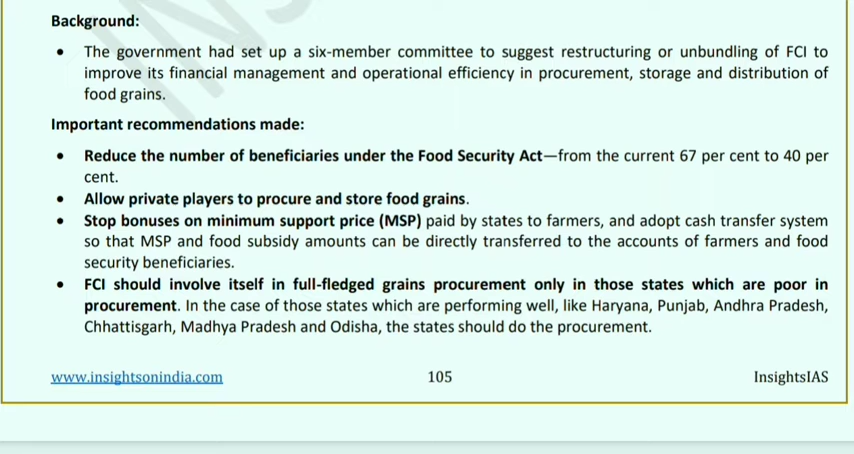 Background:
• The government had set up a six-member committee to suggest restructuring or unbundling of FCI to
improve its financial management and operational efficiency in procurement, storage and distribution of
food grains.
Important recommendations made:
• Reduce the number of beneficiaries under the Food Security Act—from the current 67 per cent to 40 per
cent.
• Allow private players to procure and store food grains.
• Stop bonuses on minimum support price (MSP) paid by states to farmers, and adopt cash transfer system
so that MSP and food subsidy amounts can be directly transferred to the accounts of farmers and food
security beneficiaries.
• FCI should involve itself in full-fledged grains procurement only in those states which are poor in
procurement. In the case of those states which are performing well, like Haryana, Punjab, Andhra Pradesh,
Chhattisgarh, Madhya Pradesh and Odisha, the states should do the procurement.
www.insightsonindia.com 105 InsightsIAS